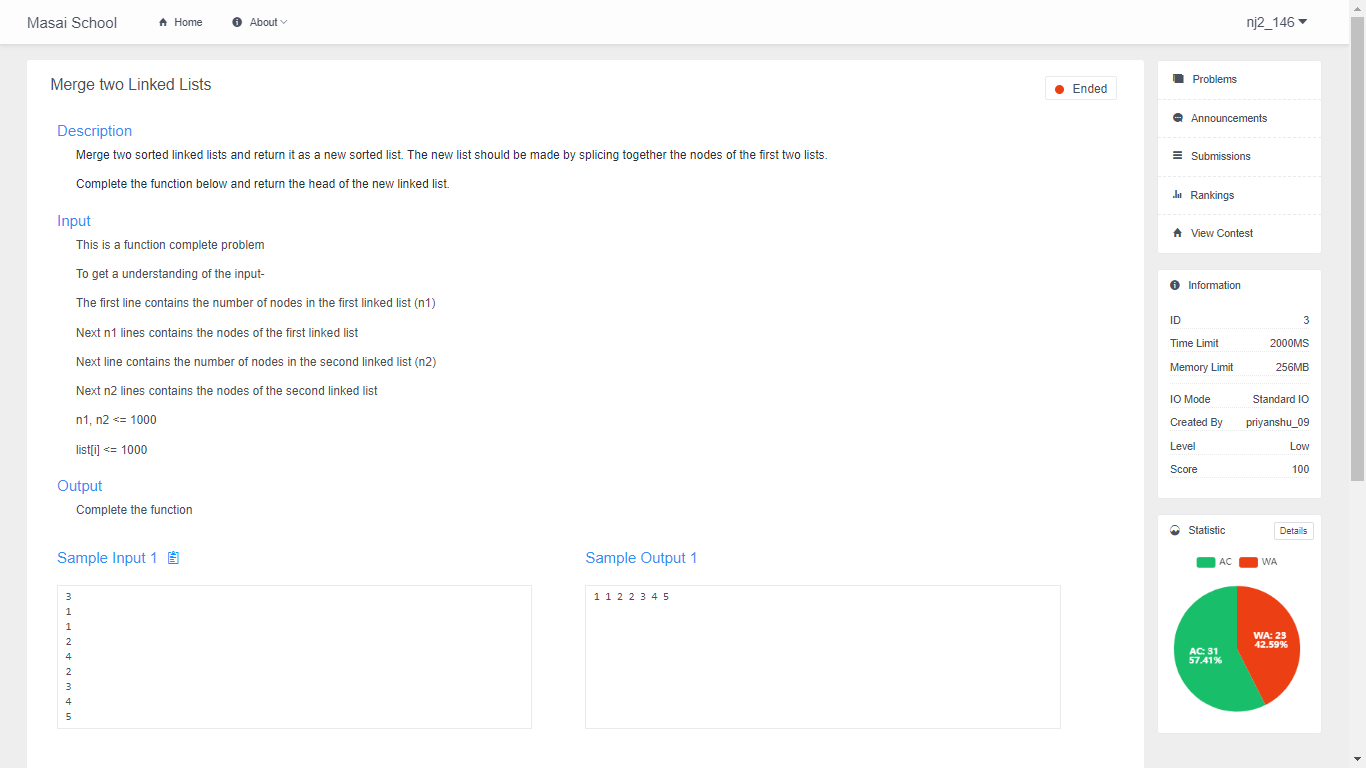 Masai School
Home
About
nj2_146
Merge two Linked Lists
Ended
Description
Merge two sorted linked lists and return it as a new sorted list. The new list should be made by splicing together the nodes of the first two lists.
Complete the function below and return the head of the new linked list.
Input
This is a function complete problem
To get a understanding of the input-
The first line contains the number of nodes in the first linked list (n1)
Next n1 lines contains the nodes of the first linked list
Next line contains the number of nodes in the second linked list (n2)
Next n2 lines contains the nodes of the second linked list
n1, n2 <= 1000
list[i] <= 1000
Output
Complete the function
Sample Input 1
3
1
1
2
4
2
3
4
5
Sample Output 1
1 1 2 2 3 4 5
Problems
Announcements
Submissions
Rankings
View Contest
Information
ID 3
Time Limit 2000MS
Memory Limit 256MB
IO Mode Standard IO
Created By priyanshu_09
Level Low
Score 100
Statistic Details
AC WA
WA: 23
42.59%
AC: 31
57.41%